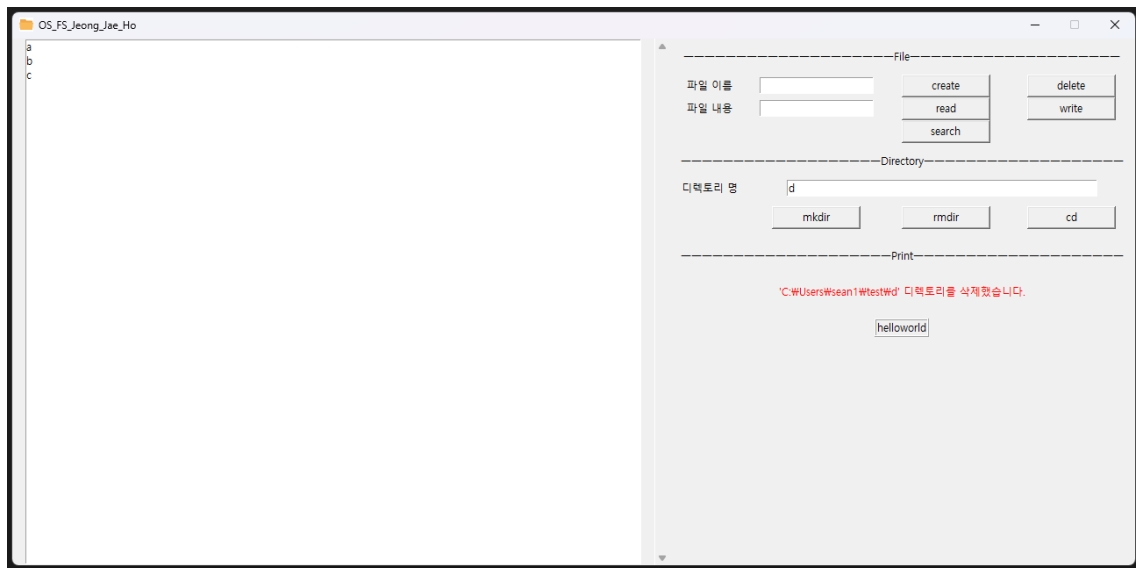 OS_FS_Jeong_Jae_Ho
a
b
c
File
파일 이름 create delete
파일 내용 read write
search
Directory
디렉토리 명 d
mkdir rmdir cd
Print
'C:₩Users₩sean1₩test₩d' 디렉토리를 삭제했습니다.
helloworld